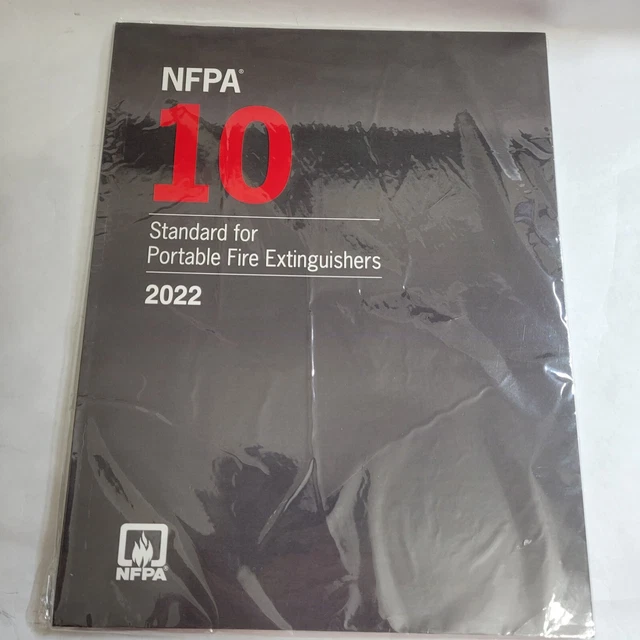 NFPA®
10
Standard for
Portable Fire Extinguishers
2022
NFPA®